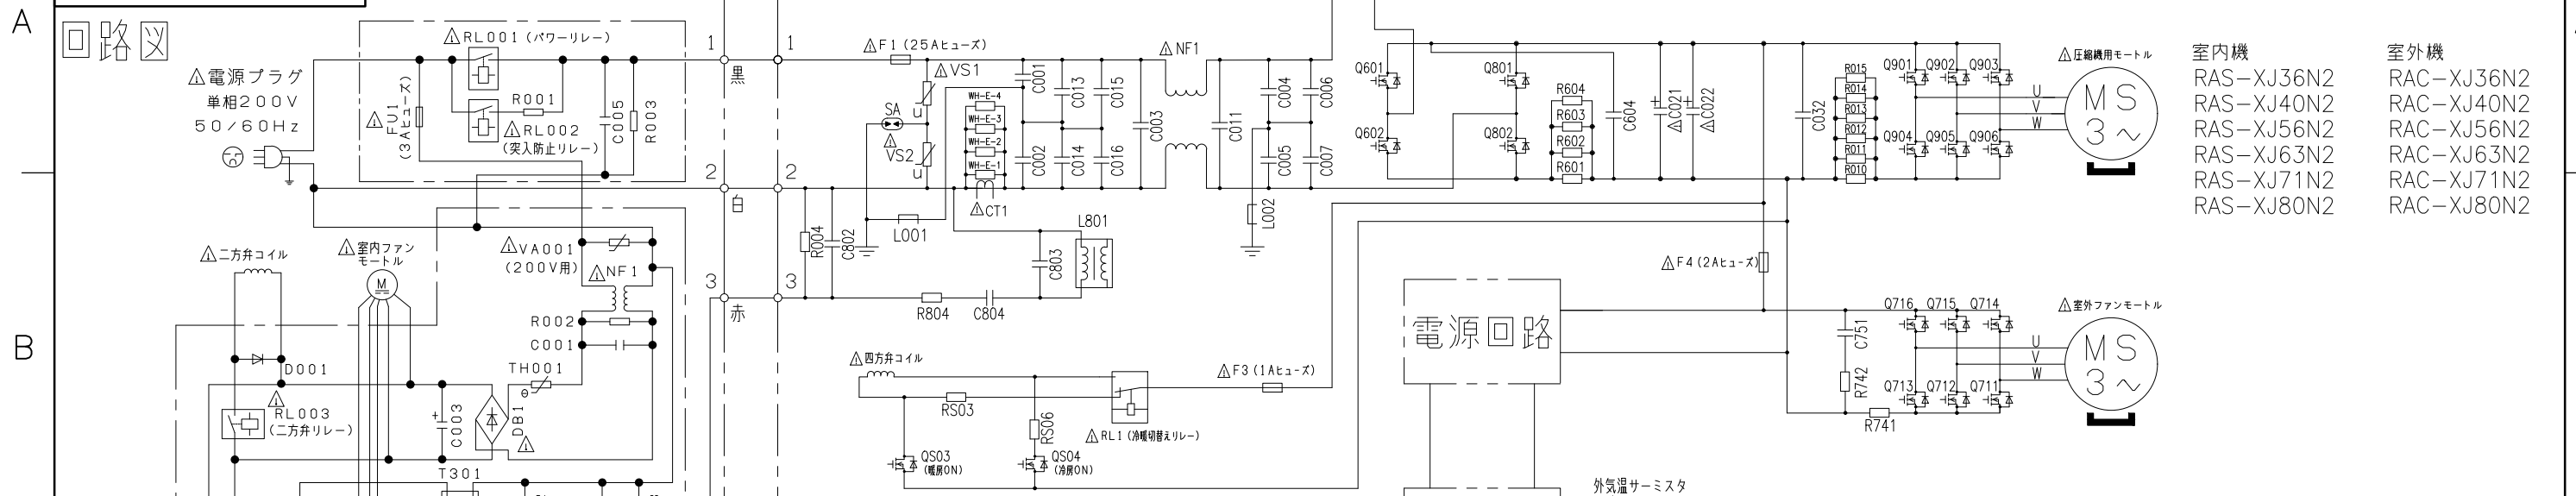 A
回路図
⚠電源プラグ
単相200V
50/60Hz
⚠RL001 (パワーリレー)
⚠FU1
(3Aヒューズ)
R001
⚠RL002
(突入防止リレー)
C005
R003
1
1
黒
2
2
白
3
3
赤
⚠F1 (25Aヒューズ)
⚠VS1
SA
⚠VS2
u
u
WH-E-4
WH-E-3
WH-E-2
WH-E-1
⚠CT1
L001
C001
C002
C013
C014
C015
C016
C003
⚠NF1
C011
C004
C005
C006
C007
L002
R004
C802
R804
C804
C803
L801
Q601
Q602
Q801
Q802
R604
R603
R602
R601
C604
+
⚠C021
+
⚠C022
C032
R015
R014
R013
R012
R011
R010
Q901
Q902
Q903
Q904
Q905
Q906
U
V
W
⚠圧縮機用モートル
MS
3～
室内機
RAS-XJ36N2
RAS-XJ40N2
RAS-XJ56N2
RAS-XJ63N2
RAS-XJ71N2
RAS-XJ80N2
室外機
RAC-XJ36N2
RAC-XJ40N2
RAC-XJ56N2
RAC-XJ63N2
RAC-XJ71N2
RAC-XJ80N2
B
⚠二方弁コイル
⚠室内ファン
モートル
M
⚠VA001
(200V用)
⚠NF1
R002
C001
TH001
θ
D001
⚠
RL003
(二方弁リレー)
+
C003
DB1
⚠
T301
⚠四方弁コイル
RS03
RS06
QS03
(暖房ON)
QS04
(冷房ON)
⚠RL1 (冷暖切替えリレー)
⚠F3 (1Aヒューズ)
電源回路
⚠F4 (2Aヒューズ)
C751
R742
R741
Q716
Q715
Q714
Q713
Q712
Q711
U
V
W
⚠室外ファンモートル
MS
3～
外気温サーミスタ